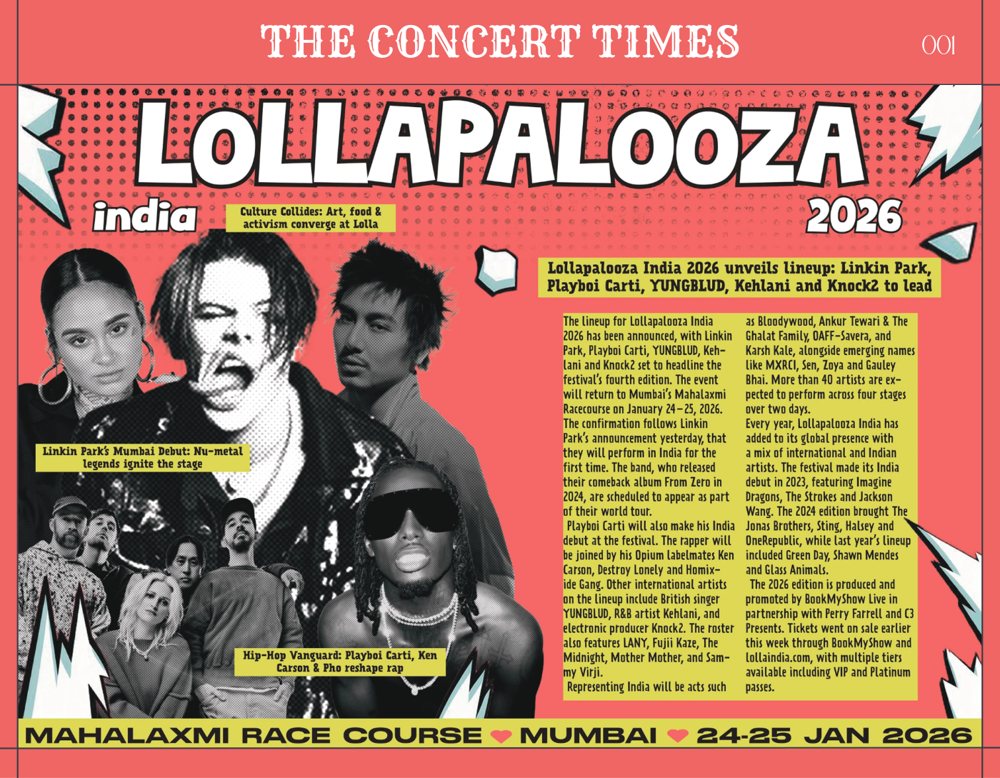 THE CONCERT TIMES
001
LOLLAPALOOZA
india
2026
Culture Collides: Art, food &
activism converge at Lolla
Linkin Park's Mumbai Debut: Nu-metal
legends ignite the stage
Hip-Hop Vanguard: Playboi Carti, Ken
Carson & Pho reshape rap
Lollapalooza India 2026 unveils lineup: Linkin Park,
Playboi Carti, YUNGBLUD, Kehlani and Knock2 to lead
The lineup for Lollapalooza India
2026 has been announced, with Linkin
Park, Playboi Carti, YUNGBLUD, Keh-
lani and Knock2 set to headline the
festival's fourth edition. The event
will return to Mumbai's Mahalaxmi
Racecourse on January 24–25, 2026.
The confirmation follows Linkin
Park's announcement yesterday, that
they will perform in India for the
first time. The band, who released
their comeback album From Zero in
2024, are scheduled to appear as part
of their world tour.
Playboi Carti will also make his India
debut at the festival. The rapper will
be joined by his Opium labelmates Ken
Carson, Destroy Lonely and Homix-
ide Gang. Other international artists
on the lineup include British singer
YUNGBLUD, R&B artist Kehlani, and
electronic producer Knock2. The roster
also features LANY, Fujii Kaze, The
Midnight, Mother Mother, and Sam-
my Virji.
Representing India will be acts such
as Bloodywood, Ankur Tewari & The
Ghalat Family, OAFF–Savera, and
Karsh Kale, alongside emerging names
like MXRCI, Sen, Zoya and Gauley
Bhai. More than 40 artists are ex-
pected to perform across four stages
over two days.
Every year, Lollapalooza India has
added to its global presence with
a mix of international and Indian
artists. The festival made its India
debut in 2023, featuring Imagine
Dragons, The Strokes and Jackson
Wang. The 2024 edition brought The
Jonas Brothers, Sting, Halsey and
OneRepublic, while last year's lineup
included Green Day, Shawn Mendes
and Glass Animals.
The 2026 edition is produced and
promoted by BookMyShow Live in
partnership with Perry Farrell and C3
Presents. Tickets went on sale earlier
this week through BookMyShow and
lollaindia.com, with multiple tiers
available including VIP and Platinum
passes.
MAHALAXMI RACE COURSE MUMBAI 24-25 JAN 2026